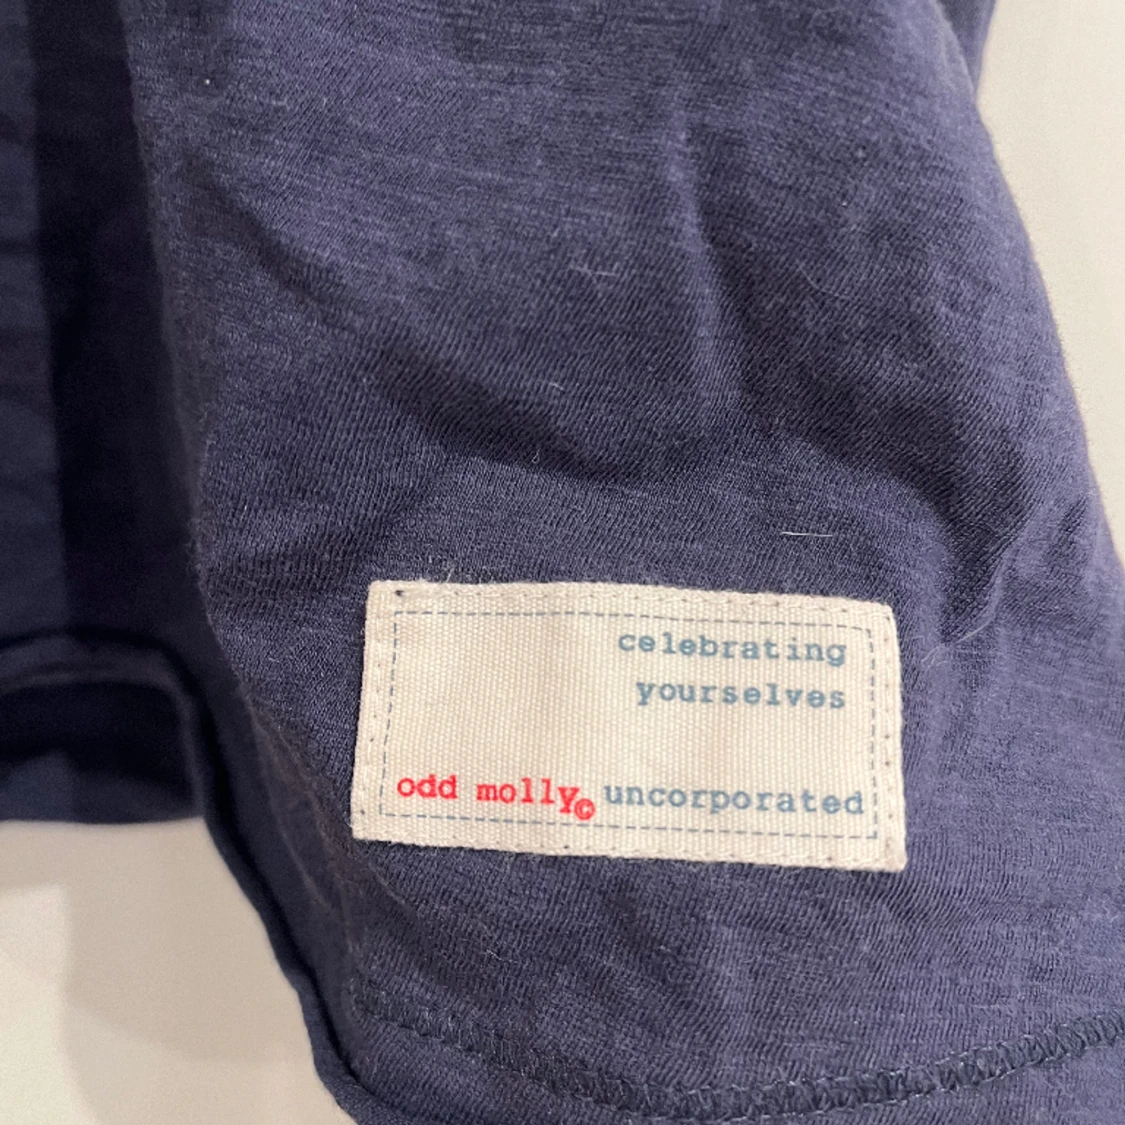 celebrating
yourselves
odd molly© uncorporated